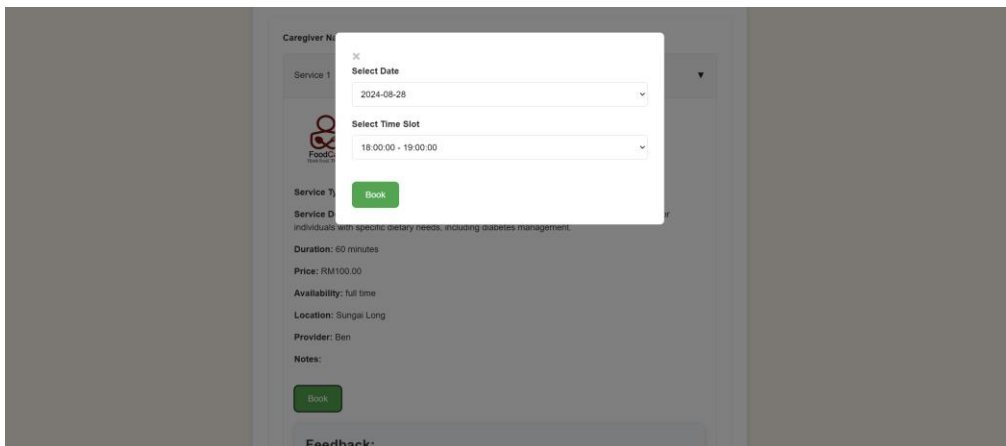 Caregiver Na
×
Select Date
Service 1
▼
2024-08-28
Select Time Slot
18:00:00 - 19:00:00
FoodCa
Book
Service Ty
Service D
or
individuals with specific dietary needs, including diabetes management.
Duration: 60 minutes
Price: RM100.00
Availability: full time
Location: Sungai Long
Provider: Ben
Notes:
Book
Feedback: